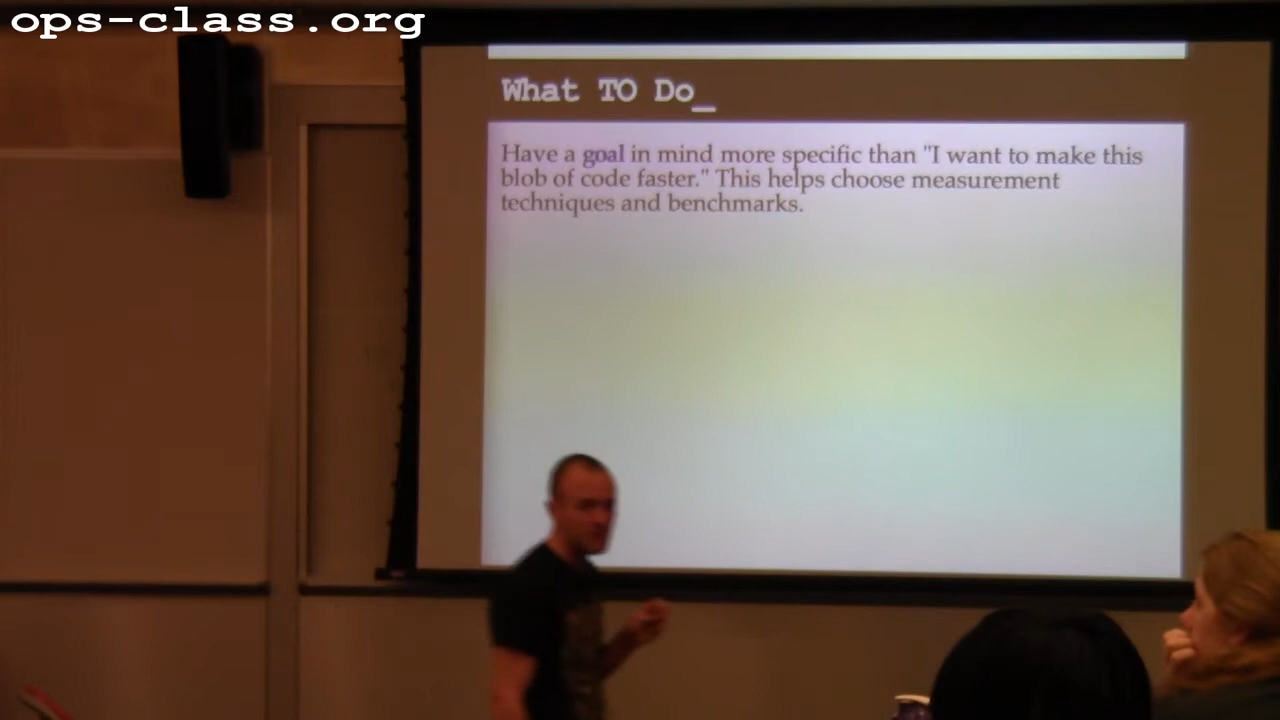 ops-class.org
What TO Do_
Have a goal in mind more specific than "I want to make this
blob of code faster." This helps choose measurement
techniques and benchmarks.